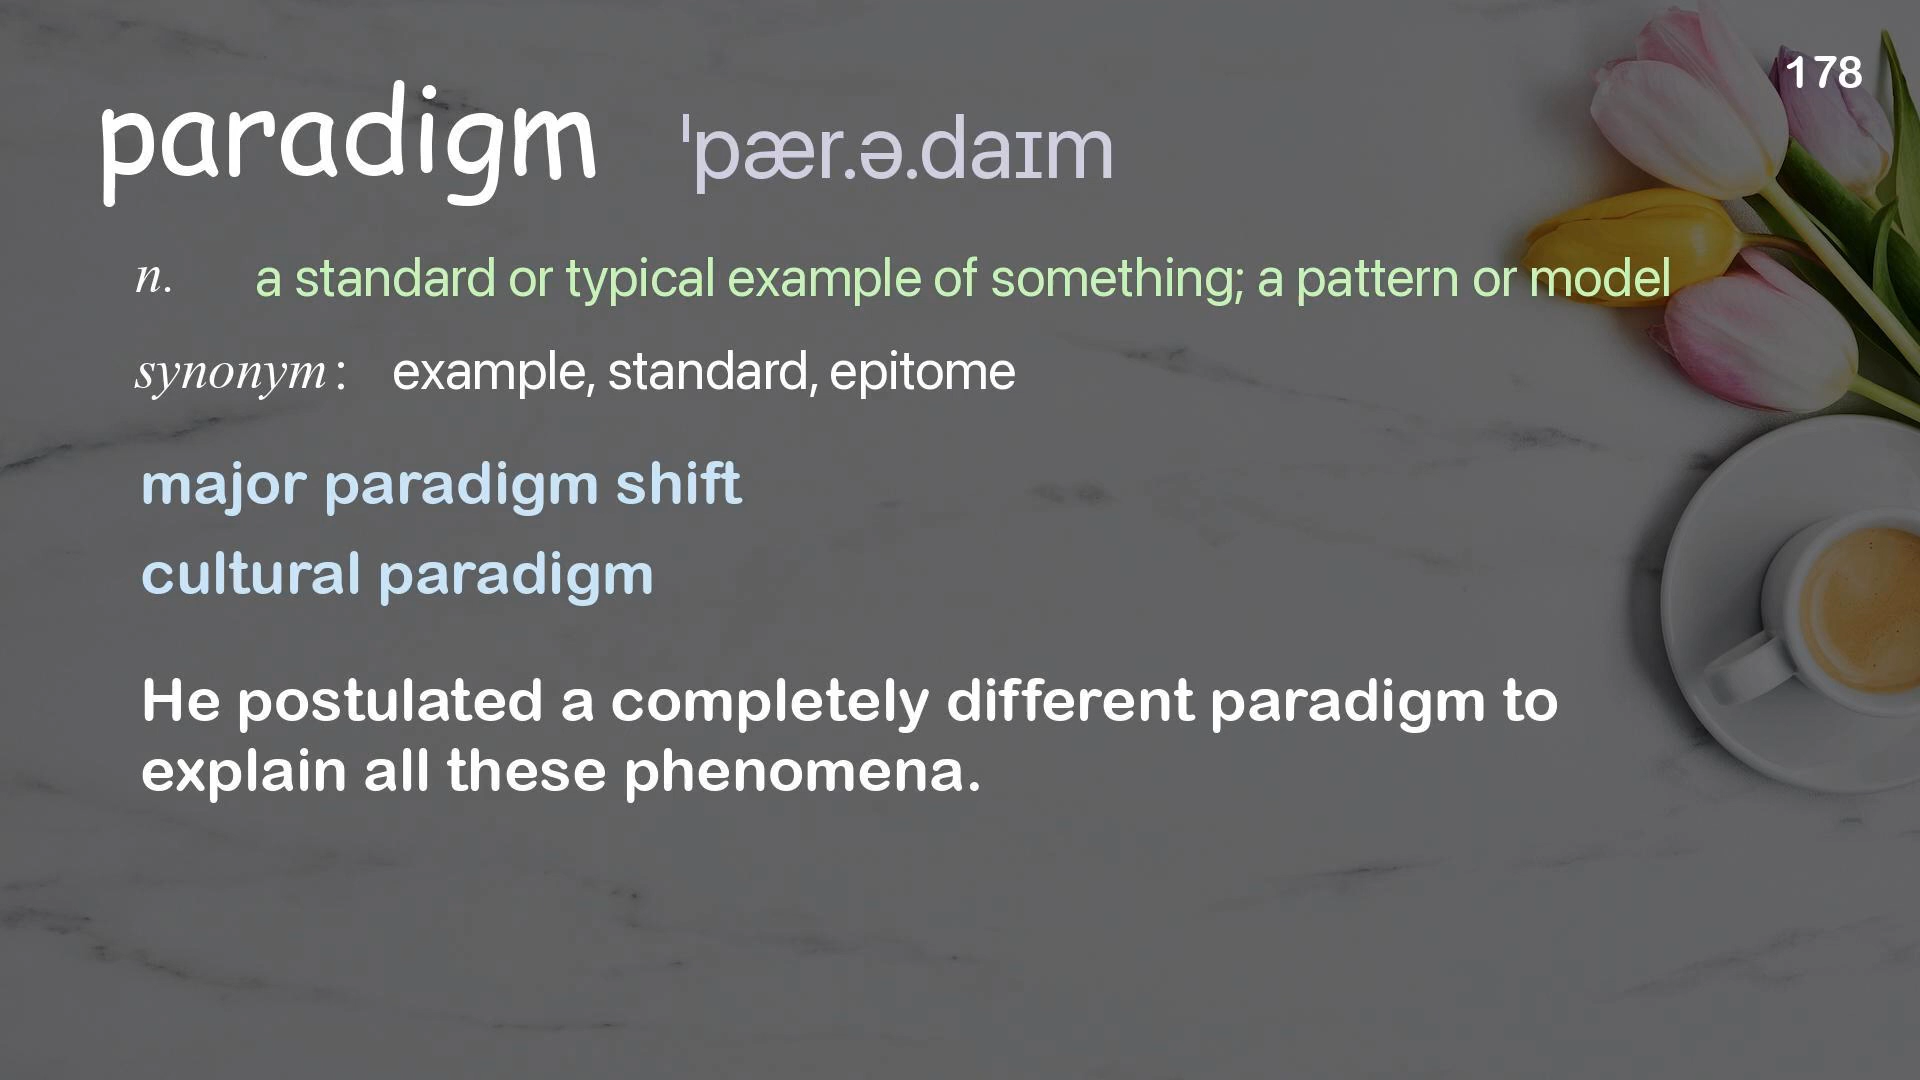 178
paradigm ˈpær.ə.daɪm
n. a standard or typical example of something; a pattern or model
synonym: example, standard, epitome
major paradigm shift
cultural paradigm
He postulated a completely different paradigm to
explain all these phenomena.